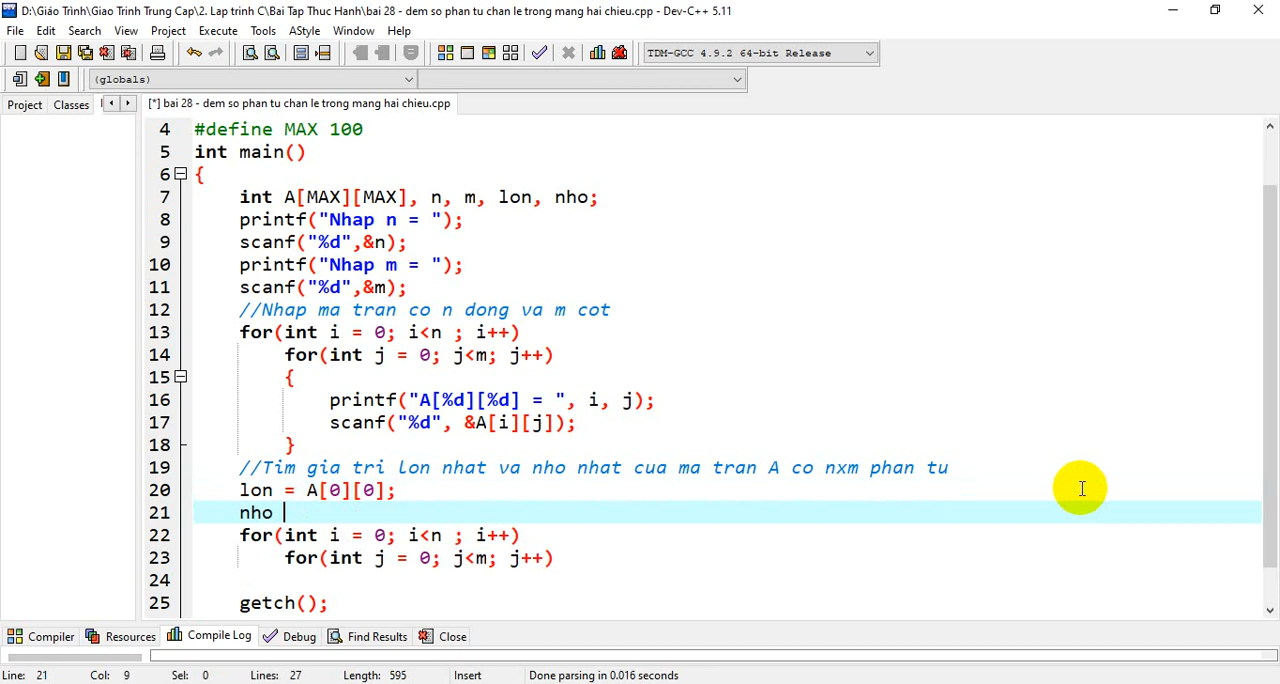 D:\Giáo Trình\Giao Trinh Trung Cap\2. Lap trinh C\Bai Tap Thuc Hanh\bai 28 - dem so phan tu chan le trong mang hai chieu.cpp - Dev-C++ 5.11
File Edit Search View Project Execute Tools AStyle Window Help
TDM-GCC 4.9.2 64-bit Release
(globals)
Project Classes
[*] bai 28 - dem so phan tu chan le trong mang hai chieu.cpp
4 #define MAX 100
5 int main()
6 {
7 int A[MAX][MAX], n, m, lon, nho;
8 printf("Nhap n = ");
9 scanf("%d",&n);
10 printf("Nhap m = ");
11 scanf("%d",&m);
12 //Nhap ma tran co n dong va m cot
13 for(int i = 0; i<n ; i++)
14 for(int j = 0; j<m; j++)
15 {
16 printf("A[%d][%d] = ", i, j);
17 scanf("%d", &A[i][j]);
18 }
19 //Tim gia tri lon nhat va nho nhat cua ma tran A co nxm phan tu
20 lon = A[0][0];
21 nho
22 for(int i = 0; i<n ; i++)
23 for(int j = 0; j<m; j++)
24
25 getch();
Compiler Resources Compile Log Debug Find Results Close
Line: 21 Col: 9 Sel: 0 Lines: 27 Length: 595 Insert Done parsing in 0.016 seconds